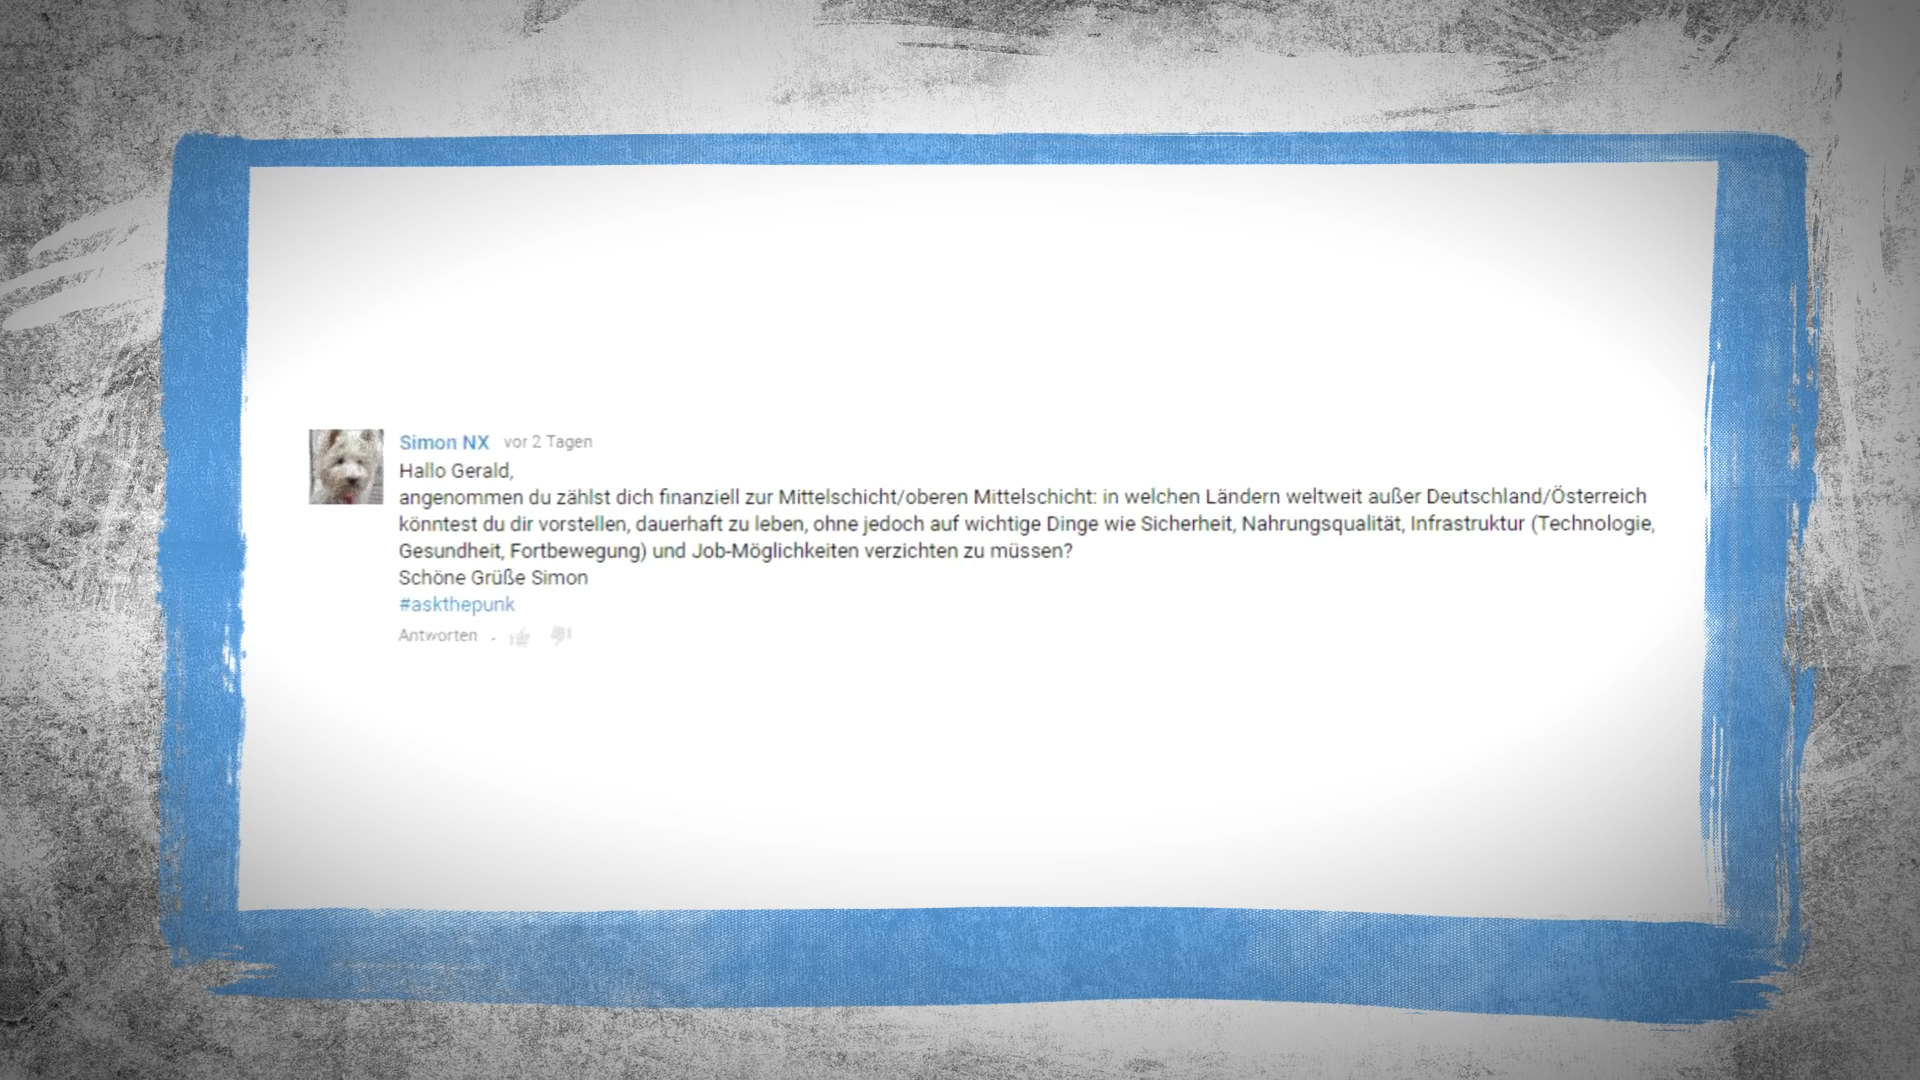 Simon NX vor 2 Tagen
Hallo Gerald,
angenommen du zählst dich finanziell zur Mittelschicht/oberen Mittelschicht: in welchen Ländern weltweit außer Deutschland/Österreich
könntest du dir vorstellen, dauerhaft zu leben, ohne jedoch auf wichtige Dinge wie Sicherheit, Nahrungsqualität, Infrastruktur (Technologie,
Gesundheit, Fortbewegung) und Job-Möglichkeiten verzichten zu müssen?
Schöne Grüße Simon
#askthepunk
Antworten